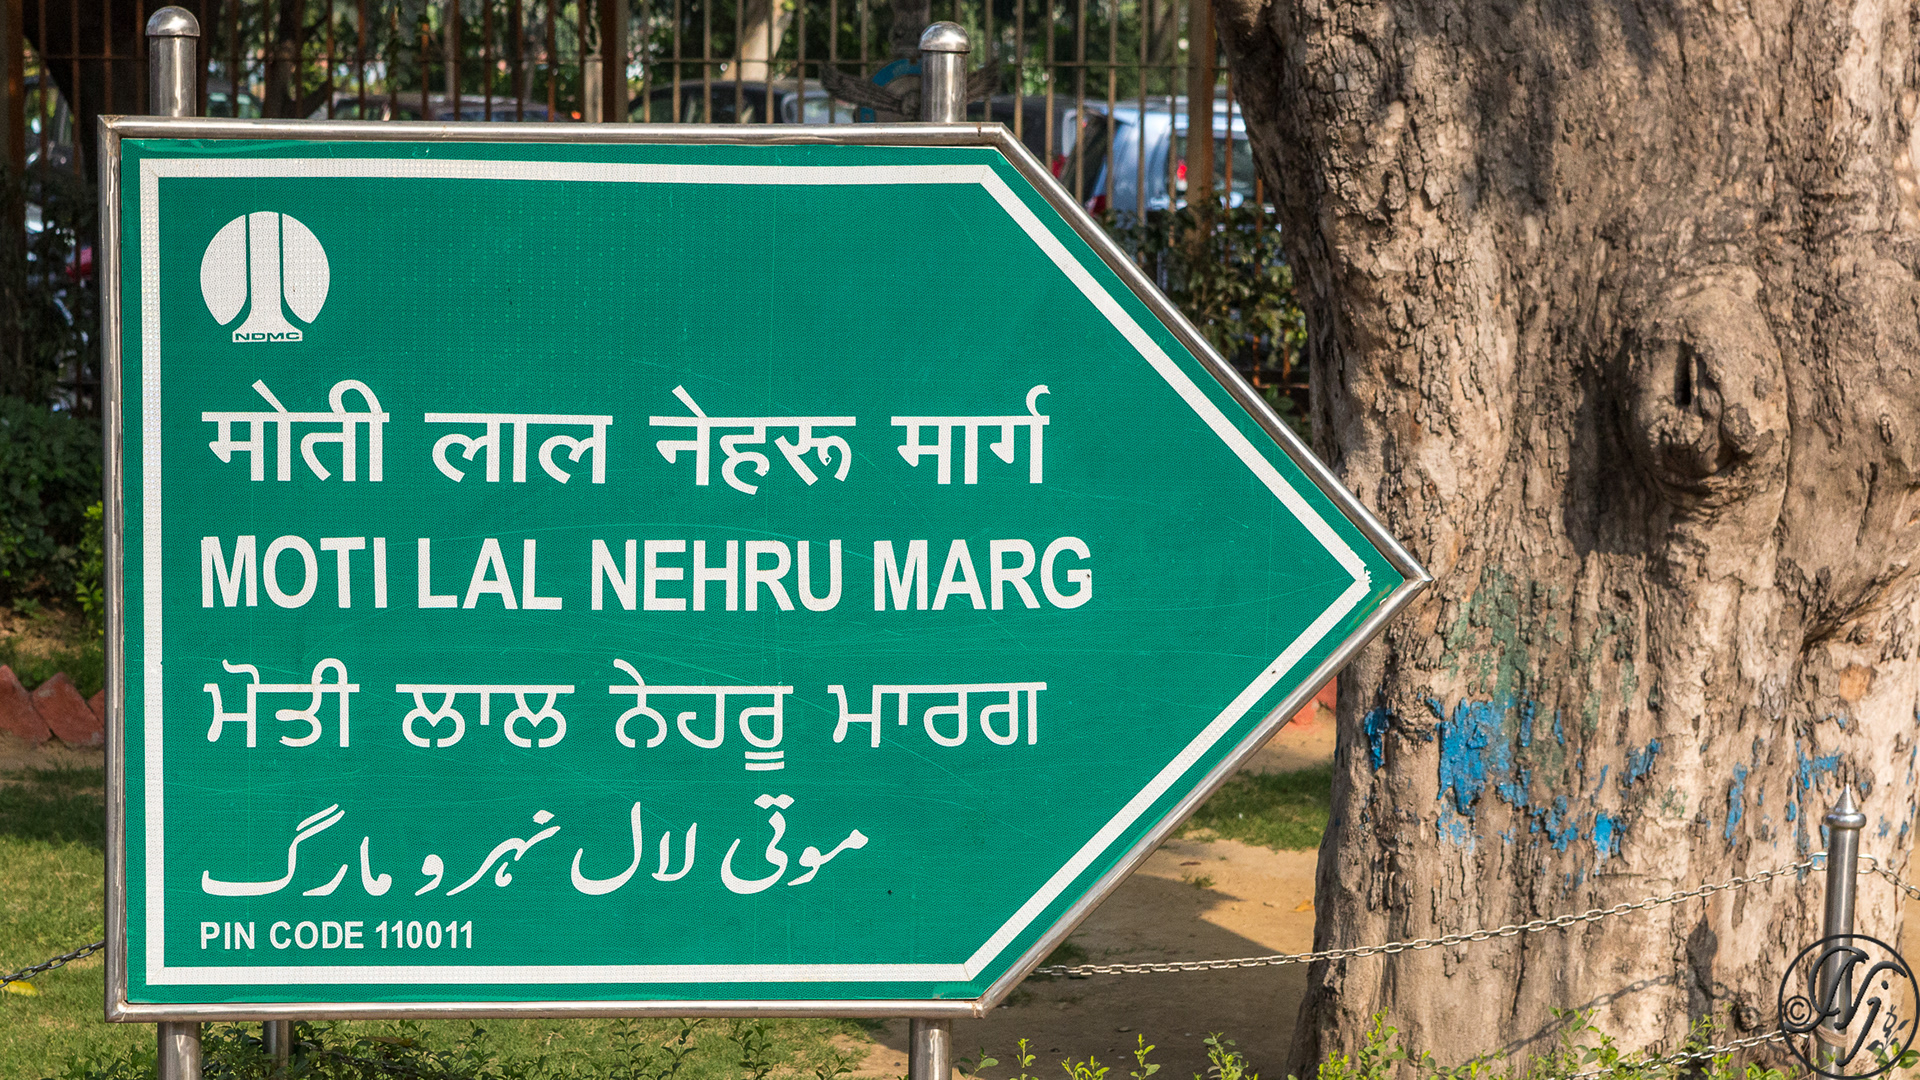 NDMC
मोती लाल नेहरू मार्ग
MOTI LAL NEHRU MARG
ਮੋਤੀ ਲਾਲ ਨੇਹਰੂ ਮਾਰਗ
موتی لال نہرو مارگ
PIN CODE 110011